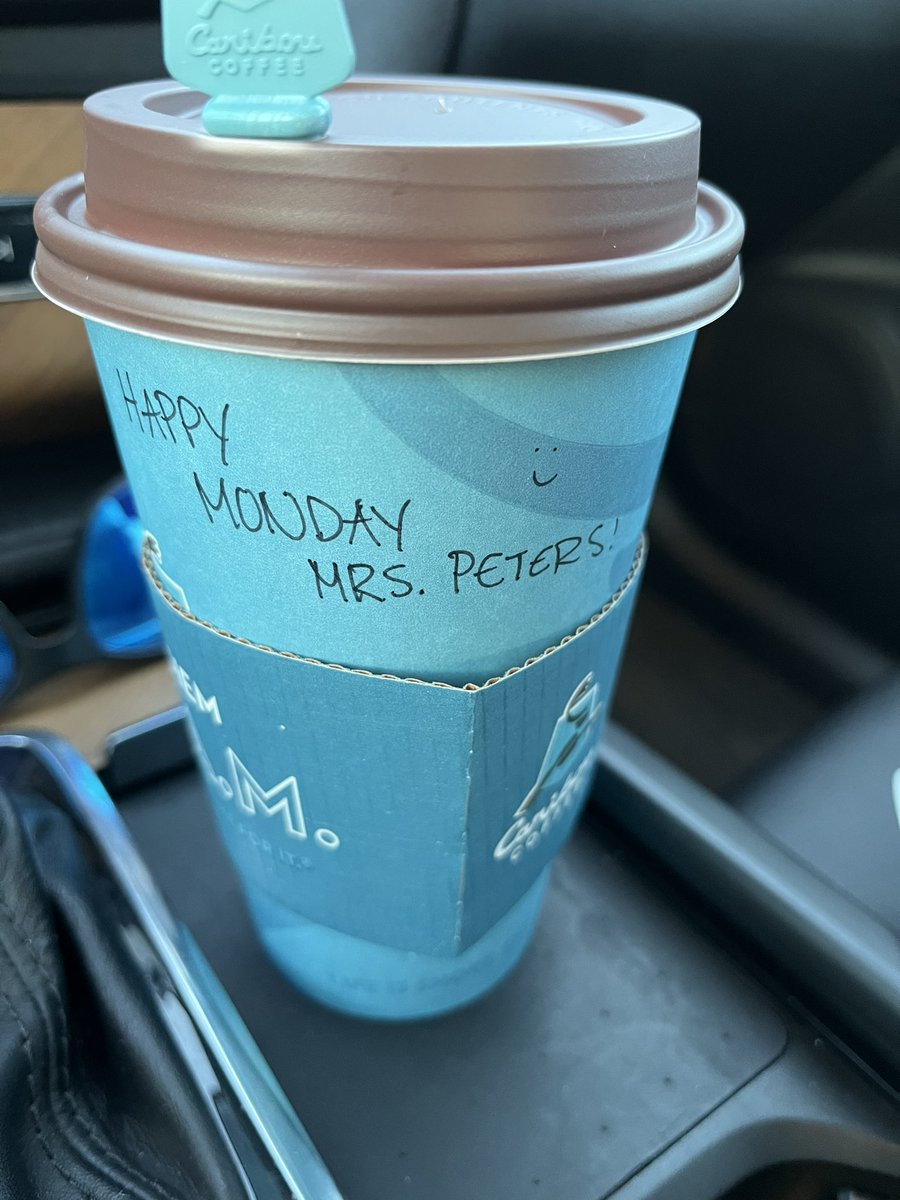 Caribou
COFFEE
HAPPY
MONDAY
MRS. PETERS!
.M.
Caribou
COFFEE